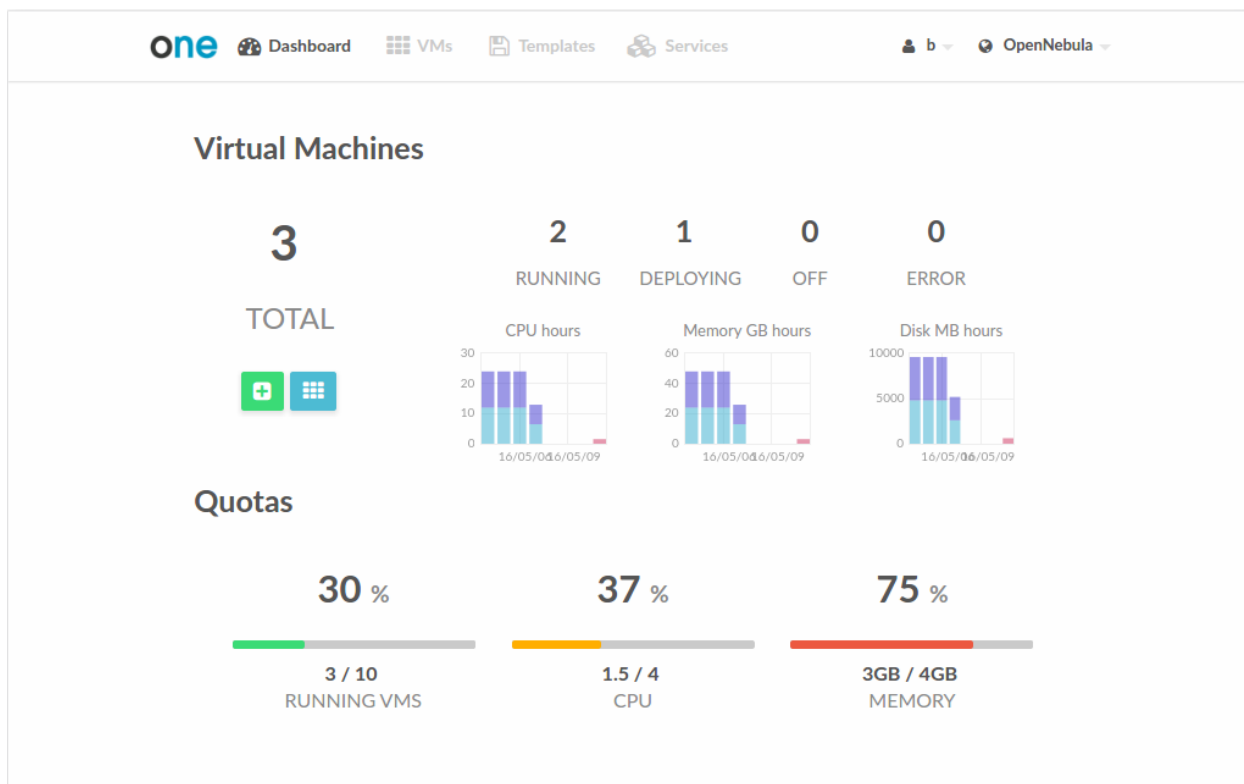 one Dashboard VMs Templates Services b OpenNebula
Virtual Machines
3
TOTAL
2 1 0 0
RUNNING DEPLOYING OFF ERROR
CPU hours Memory GB hours Disk MB hours
30 60 10000
20 40
5000
10 20
0 0 0
16/05/06 16/05/09 16/05/06 16/05/09 16/05/06 16/05/09
Quotas
30 % 37 % 75 %
3 / 10 1.5 / 4 3GB / 4GB
RUNNING VMS CPU MEMORY